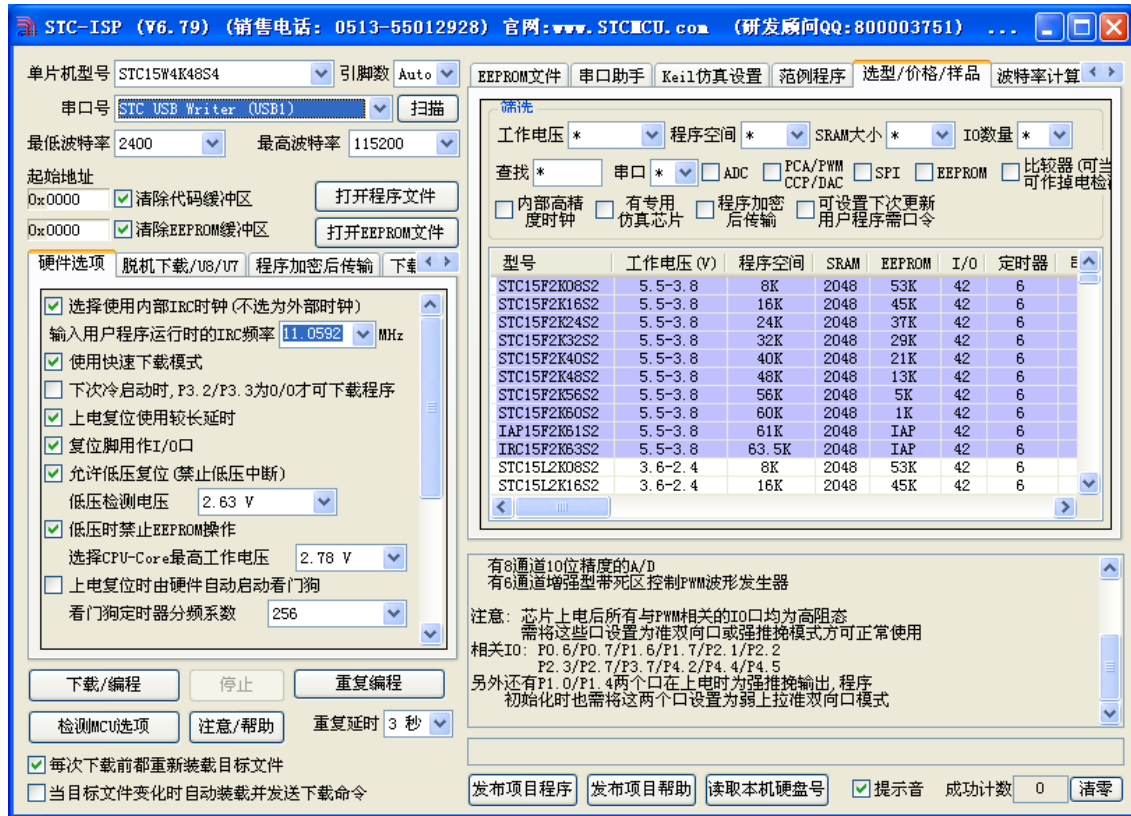 STC-ISP (V6.79) (销售电话: 0513-55012928) 官网:www.STCMCU.com (研发顾问QQ:800003751) ...
单片机型号 STC15W4K48S4 引脚数 Auto
串口号 STC USB Writer (USB1) 扫描
最低波特率 2400 最高波特率 115200
起始地址
0x0000 清除代码缓冲区 打开程序文件
0x0000 清除EEPROM缓冲区 打开EEPROM文件
硬件选项 脱机下载/U8/U7 程序加密后传输
选择使用内部IRC时钟(不选为外部时钟)
输入用户程序运行时的IRC频率 11.0592 MHz
使用快速下载模式
下次冷启动时,P3.2/P3.3为0/0才可下载程序
上电复位使用较长延时
复位脚用作I/O口
允许低压复位(禁止低压中断)
低压检测电压 2.63 V
低压时禁止EEPROM操作
选择CPU-Core最高工作电压 2.78 V
上电复位时由硬件自动启动看门狗
看门狗定时器分频系数 256
下载/编程 停止 重复编程
检测MCU选项 注意/帮助 重复延时 3 秒
每次下载前都重新装载目标文件
当目标文件变化时自动装载并发送下载命令
EEPROM文件 串口助手 Keil仿真设置 范例程序 选型/价格/样品 波特率计算
筛选
工作电压 * 程序空间 * SRAM大小 * IO数量 *
查找 * 串口 * ADC PCA/PWM CCP/DAC SPI EEPROM 比较器(可当 可作掉电检
内部高精度时钟 有专用仿真芯片 程序加密后传输 可设置下次更新用户程序需口令
型号 工作电压(V) 程序空间 SRAM EEPROM I/O 定时器
STC15F2K08S2 5.5-3.8 8K 2048 53K 42 6
STC15F2K16S2 5.5-3.8 16K 2048 45K 42 6
STC15F2K24S2 5.5-3.8 24K 2048 37K 42 6
STC15F2K32S2 5.5-3.8 32K 2048 29K 42 6
STC15F2K40S2 5.5-3.8 40K 2048 21K 42 6
STC15F2K48S2 5.5-3.8 48K 2048 13K 42 6
STC15F2K56S2 5.5-3.8 56K 2048 5K 42 6
STC15F2K60S2 5.5-3.8 60K 2048 1K 42 6
IAP15F2K61S2 5.5-3.8 61K 2048 IAP 42 6
IRC15F2K63S2 5.5-3.8 63.5K 2048 IAP 42 6
STC15L2K08S2 3.6-2.4 8K 2048 53K 42 6
STC15L2K16S2 3.6-2.4 16K 2048 45K 42 6
有8通道10位精度的A/D
有6通道增强型带死区控制PWM波形发生器
注意: 芯片上电后所有与PWM相关的IO口均为高阻态
需将这些口设置为准双向口或强推挽模式方可正常使用
相关IO: P0.6/P0.7/P1.6/P1.7/P2.1/P2.2
P2.3/P2.7/P3.7/P4.2/P4.4/P4.5
另外还有P1.0/P1.4两个口在上电时为强推挽输出,程序
初始化时也需将这两个口设置为弱上拉准双向口模式
发布项目程序 发布项目帮助 读取本机硬盘号 提示音 成功计数 0 清零